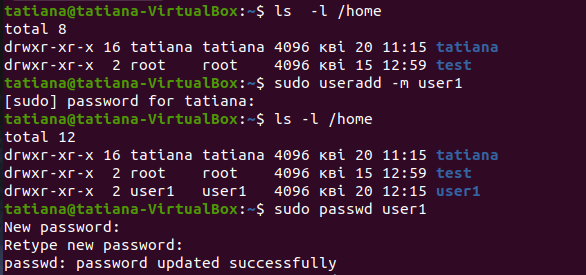 tatiana@tatiana-VirtualBox:~$ ls  -l /home
total 8
drwxr-xr-x 16 tatiana tatiana 4096 кві 20 11:15 tatiana
drwxr-xr-x  2 root    root    4096 кві 15 12:59 test
tatiana@tatiana-VirtualBox:~$ sudo useradd -m user1
[sudo] password for tatiana:
tatiana@tatiana-VirtualBox:~$ ls -l /home
total 12
drwxr-xr-x 16 tatiana tatiana 4096 кві 20 11:15 tatiana
drwxr-xr-x  2 root    root    4096 кві 15 12:59 test
drwxr-xr-x  2 user1   user1   4096 кві 20 12:15 user1
tatiana@tatiana-VirtualBox:~$ sudo passwd user1
New password:
Retype new password:
passwd: password updated successfully